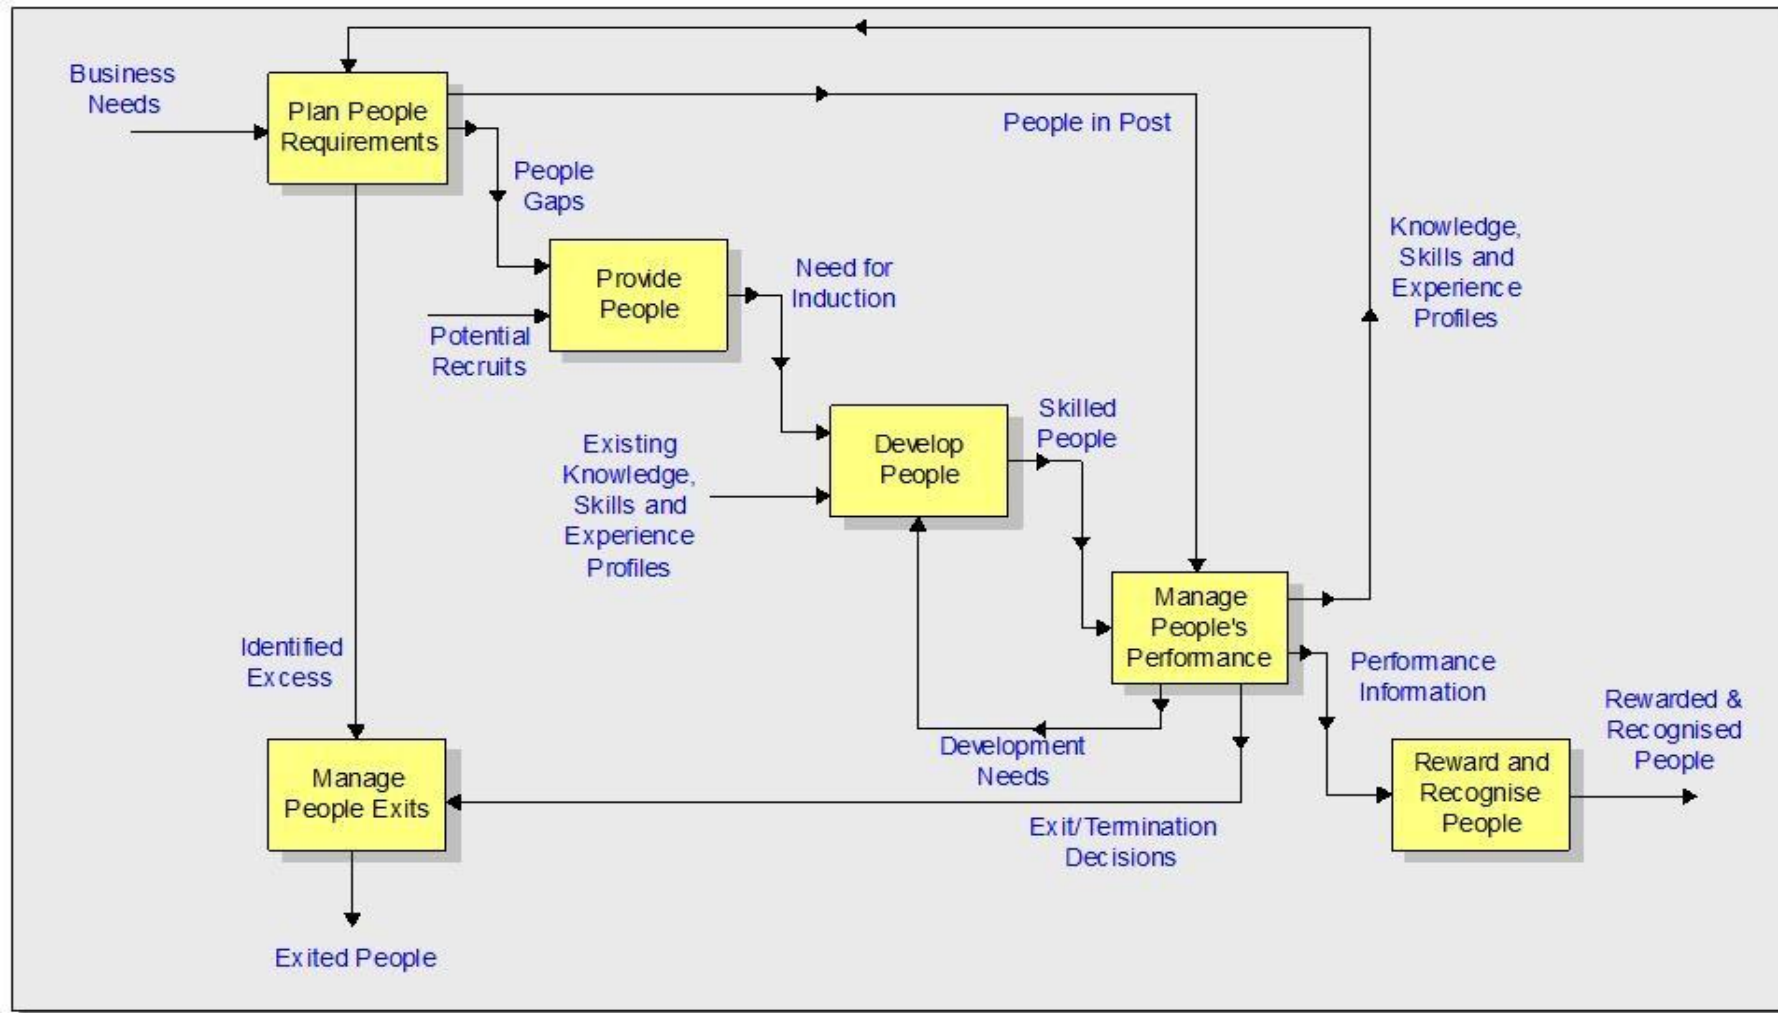 Business
Needs
Plan People
Requirements
People in Post
People
Gaps
Knowledge,
Skills and
Experience
Profiles
Provide
People
Need for
Induction
Potential
Recruits
Skilled
People
Develop
People
Existing
Knowledge,
Skills and
Experience
Profiles
Manage
People's
Performance
Identified
Excess
Performance
Information
Rewarded &
Recognised
People
Development
Needs
Manage
People Exits
Reward and
Recognise
People
Exit/Termination
Decisions
Exited People